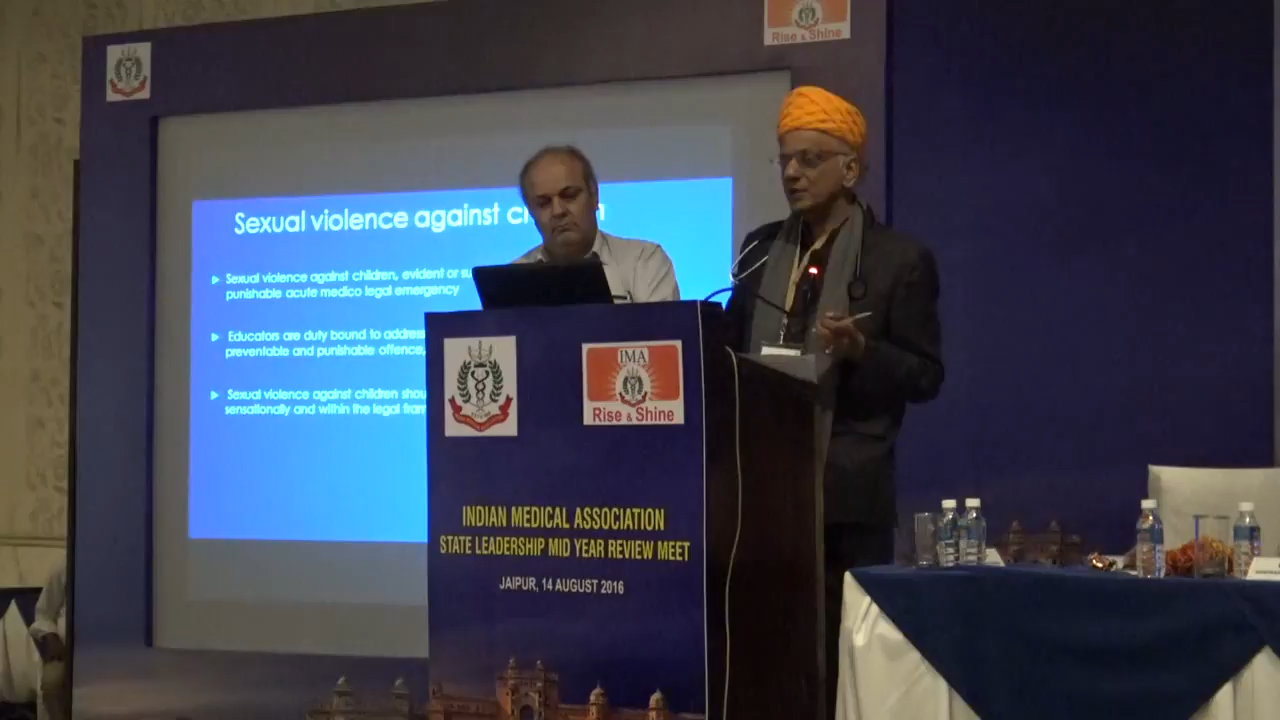 Rise & Shine
Sexual violence against
Sexual violence against children, evident or
punishable acute medico legal emergency
Educators are duty bound to address
preventable and punishable offence,
Sexual violence against children
sensationally and within the legal
IMA
Rise & Shine
INDIAN MEDICAL ASSOCIATION
STATE LEADERSHIP MID YEAR REVIEW MEET
JAIPUR, 14 AUGUST 2016